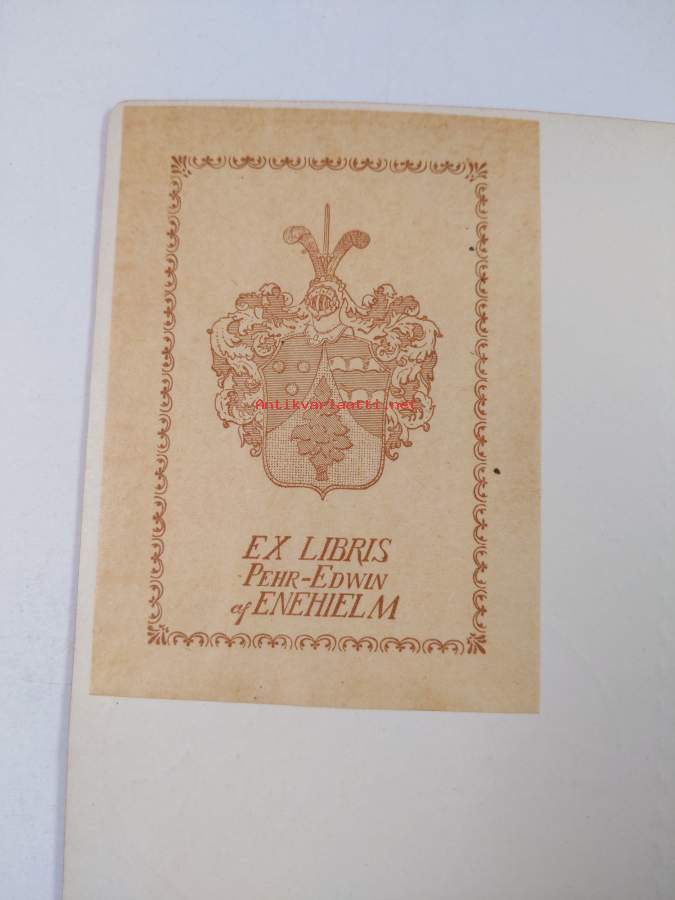 Antikvariaatti.net
EX LIBRIS
PEHR-EDWIN
af ENEHIELM